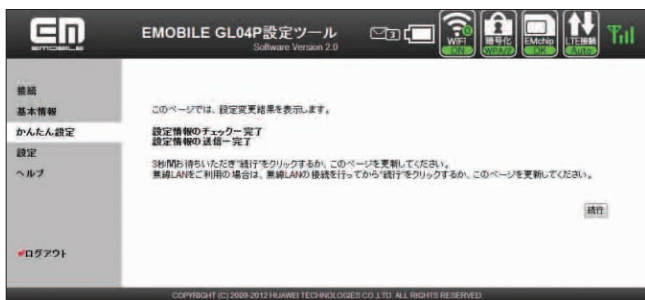 EM
EMOBILE
EMOBILE GL04P設定ツール
Software Version 2.0
3
WiFi
ON
暗号化
WPA/2
EMchip
OK
LTE接続
Auto
接続
基本情報
かんたん設定
設定
ヘルプ
ログアウト
このページでは、設定変更結果を表示します。
設定情報のチェックー完了
設定情報の送信ー完了
3秒間お待ちいただき"続行"をクリックするか、このページを更新してください。
無線LANをご利用の場合は、無線LANの接続を行ってから"続行"をクリックするか、このページを更新してください。
続行
COPYRIGHT (C) 2009-2012 HUAWEI TECHNOLOGIES CO.,LTD. ALL RIGHTS RESERVED.